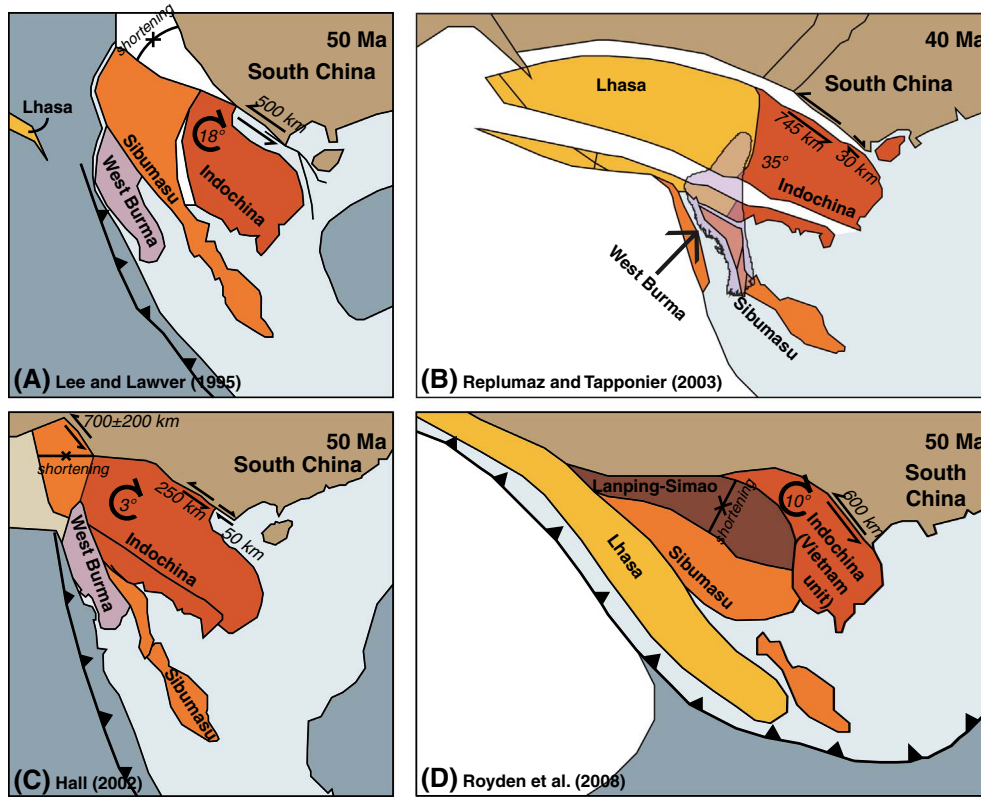 50 Ma
South China
shortening
500 km
Lhasa
18°
Sibumasu
Indochina
West Burma
(A) Lee and Lawver (1995)
40 Ma
South China
Lhasa
745 km
30 km
35°
Indochina
West Burma
Sibumasu
(B) Replumaz and Tapponier (2003)
700±200 km
50 Ma
South China
shortening
250 km
3°
50 km
West Burma
Indochina
Sibumasu
(C) Hall (2002)
50 Ma
South
China
Lanping-Simao
shortening
10°
600 km
Indochina
(Vietnam
unit)
Sibumasu
Lhasa
(D) Royden et al. (2008)